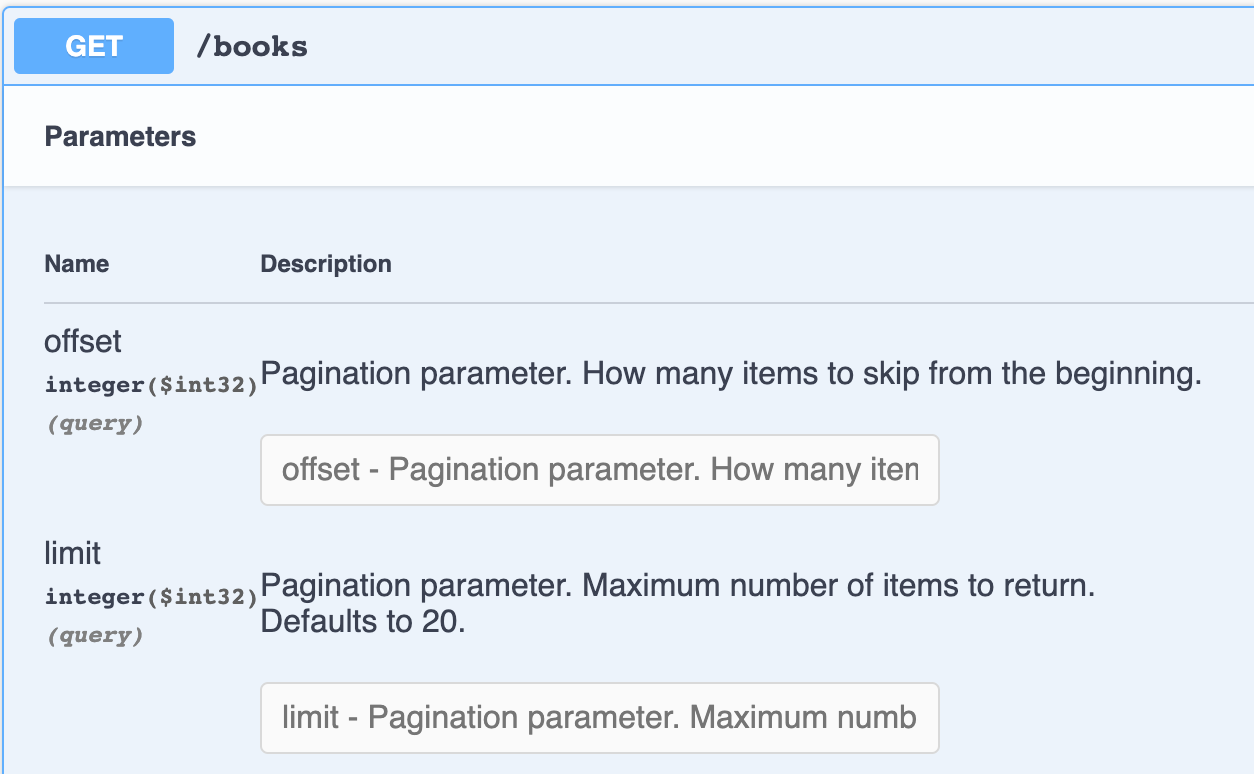 GET /books
Parameters
Name Description
offset
integer($int32)
(query)
Pagination parameter. How many items to skip from the beginning.
offset - Pagination parameter. How many iten
limit
integer($int32)
(query)
Pagination parameter. Maximum number of items to return.
Defaults to 20.
limit - Pagination parameter. Maximum numb